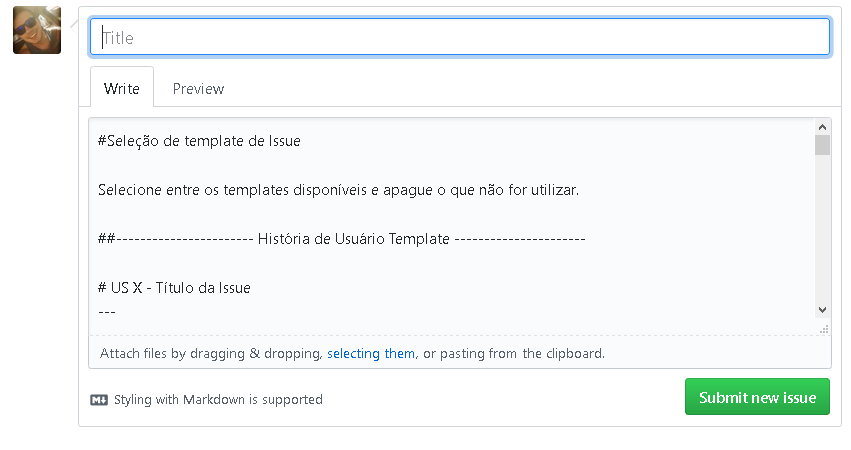 Title
Write Preview
#Seleção de template de Issue
Selecione entre os templates disponíveis e apague o que não for utilizar.
##----------------------- História de Usuário Template ----------------------
# US X - Título da Issue
---
Attach files by dragging & dropping, selecting them, or pasting from the clipboard.
M↓ Styling with Markdown is supported
Submit new issue